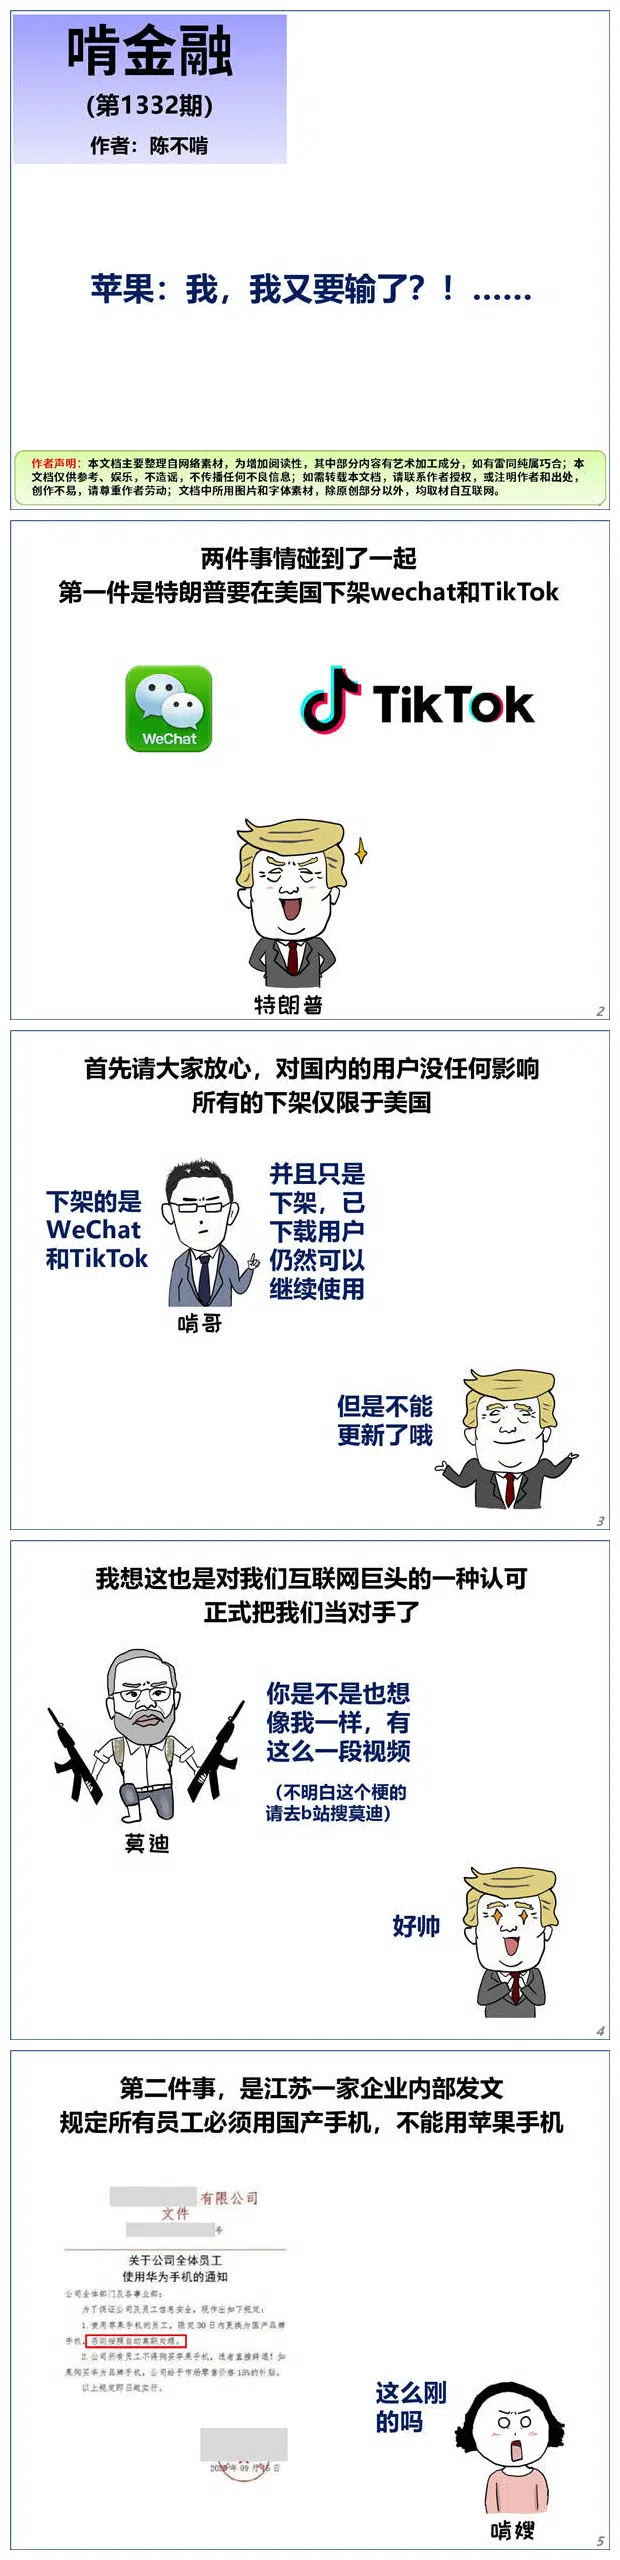 啃金融
(第1332期)
作者：陈不啃
苹果：我，我又要输了？！……
作者声明：本文档主要整理自网络素材，为增加阅读性，其中部分内容有艺术加工成分，如有雷同纯属巧合；本
文档仅供参考、娱乐，不造谣，不传播任何不良信息；如需转载本文档，请联系作者授权，或注明作者和出处，
创作不易，请尊重作者劳动；文档中所用图片和字体素材，除原创部分以外，均取材自互联网。
两件事情碰到了一起
第一件是特朗普要在美国下架wechat和TikTok
WeChat
TikTok
特朗普
2
首先请大家放心，对国内的用户没任何影响
所有的下架仅限于美国
下架的是
WeChat
和TikTok
并且只是
下架，已
下载用户
仍然可以
继续使用
啃哥
但是不能
更新了哦
3
我想这也是对我们互联网巨头的一种认可
正式把我们当对手了
你是不是也想
像我一样，有
这么一段视频
（不明白这个梗的
请去b站搜莫迪）
莫迪
好帅
4
第二件事，是江苏一家企业内部发文
规定所有员工必须用国产手机，不能用苹果手机
有限公司
文件
号
关于公司全体员工
使用华为手机的通知
公司全体部门及各事业部：
为了保证公司及员工信息安全，现作出如下规定：
1.使用苹果手机的员工，限定30日内更换为国产品牌
手机，否则按照自动离职处理。
2.公司所有员工不得购买苹果手机，违者直接辞退！如
果购买华为品牌手机，公司给予市场零售价格15%的补贴。
以上规定即日起实行。
这么刚
的吗
啃嫂
5